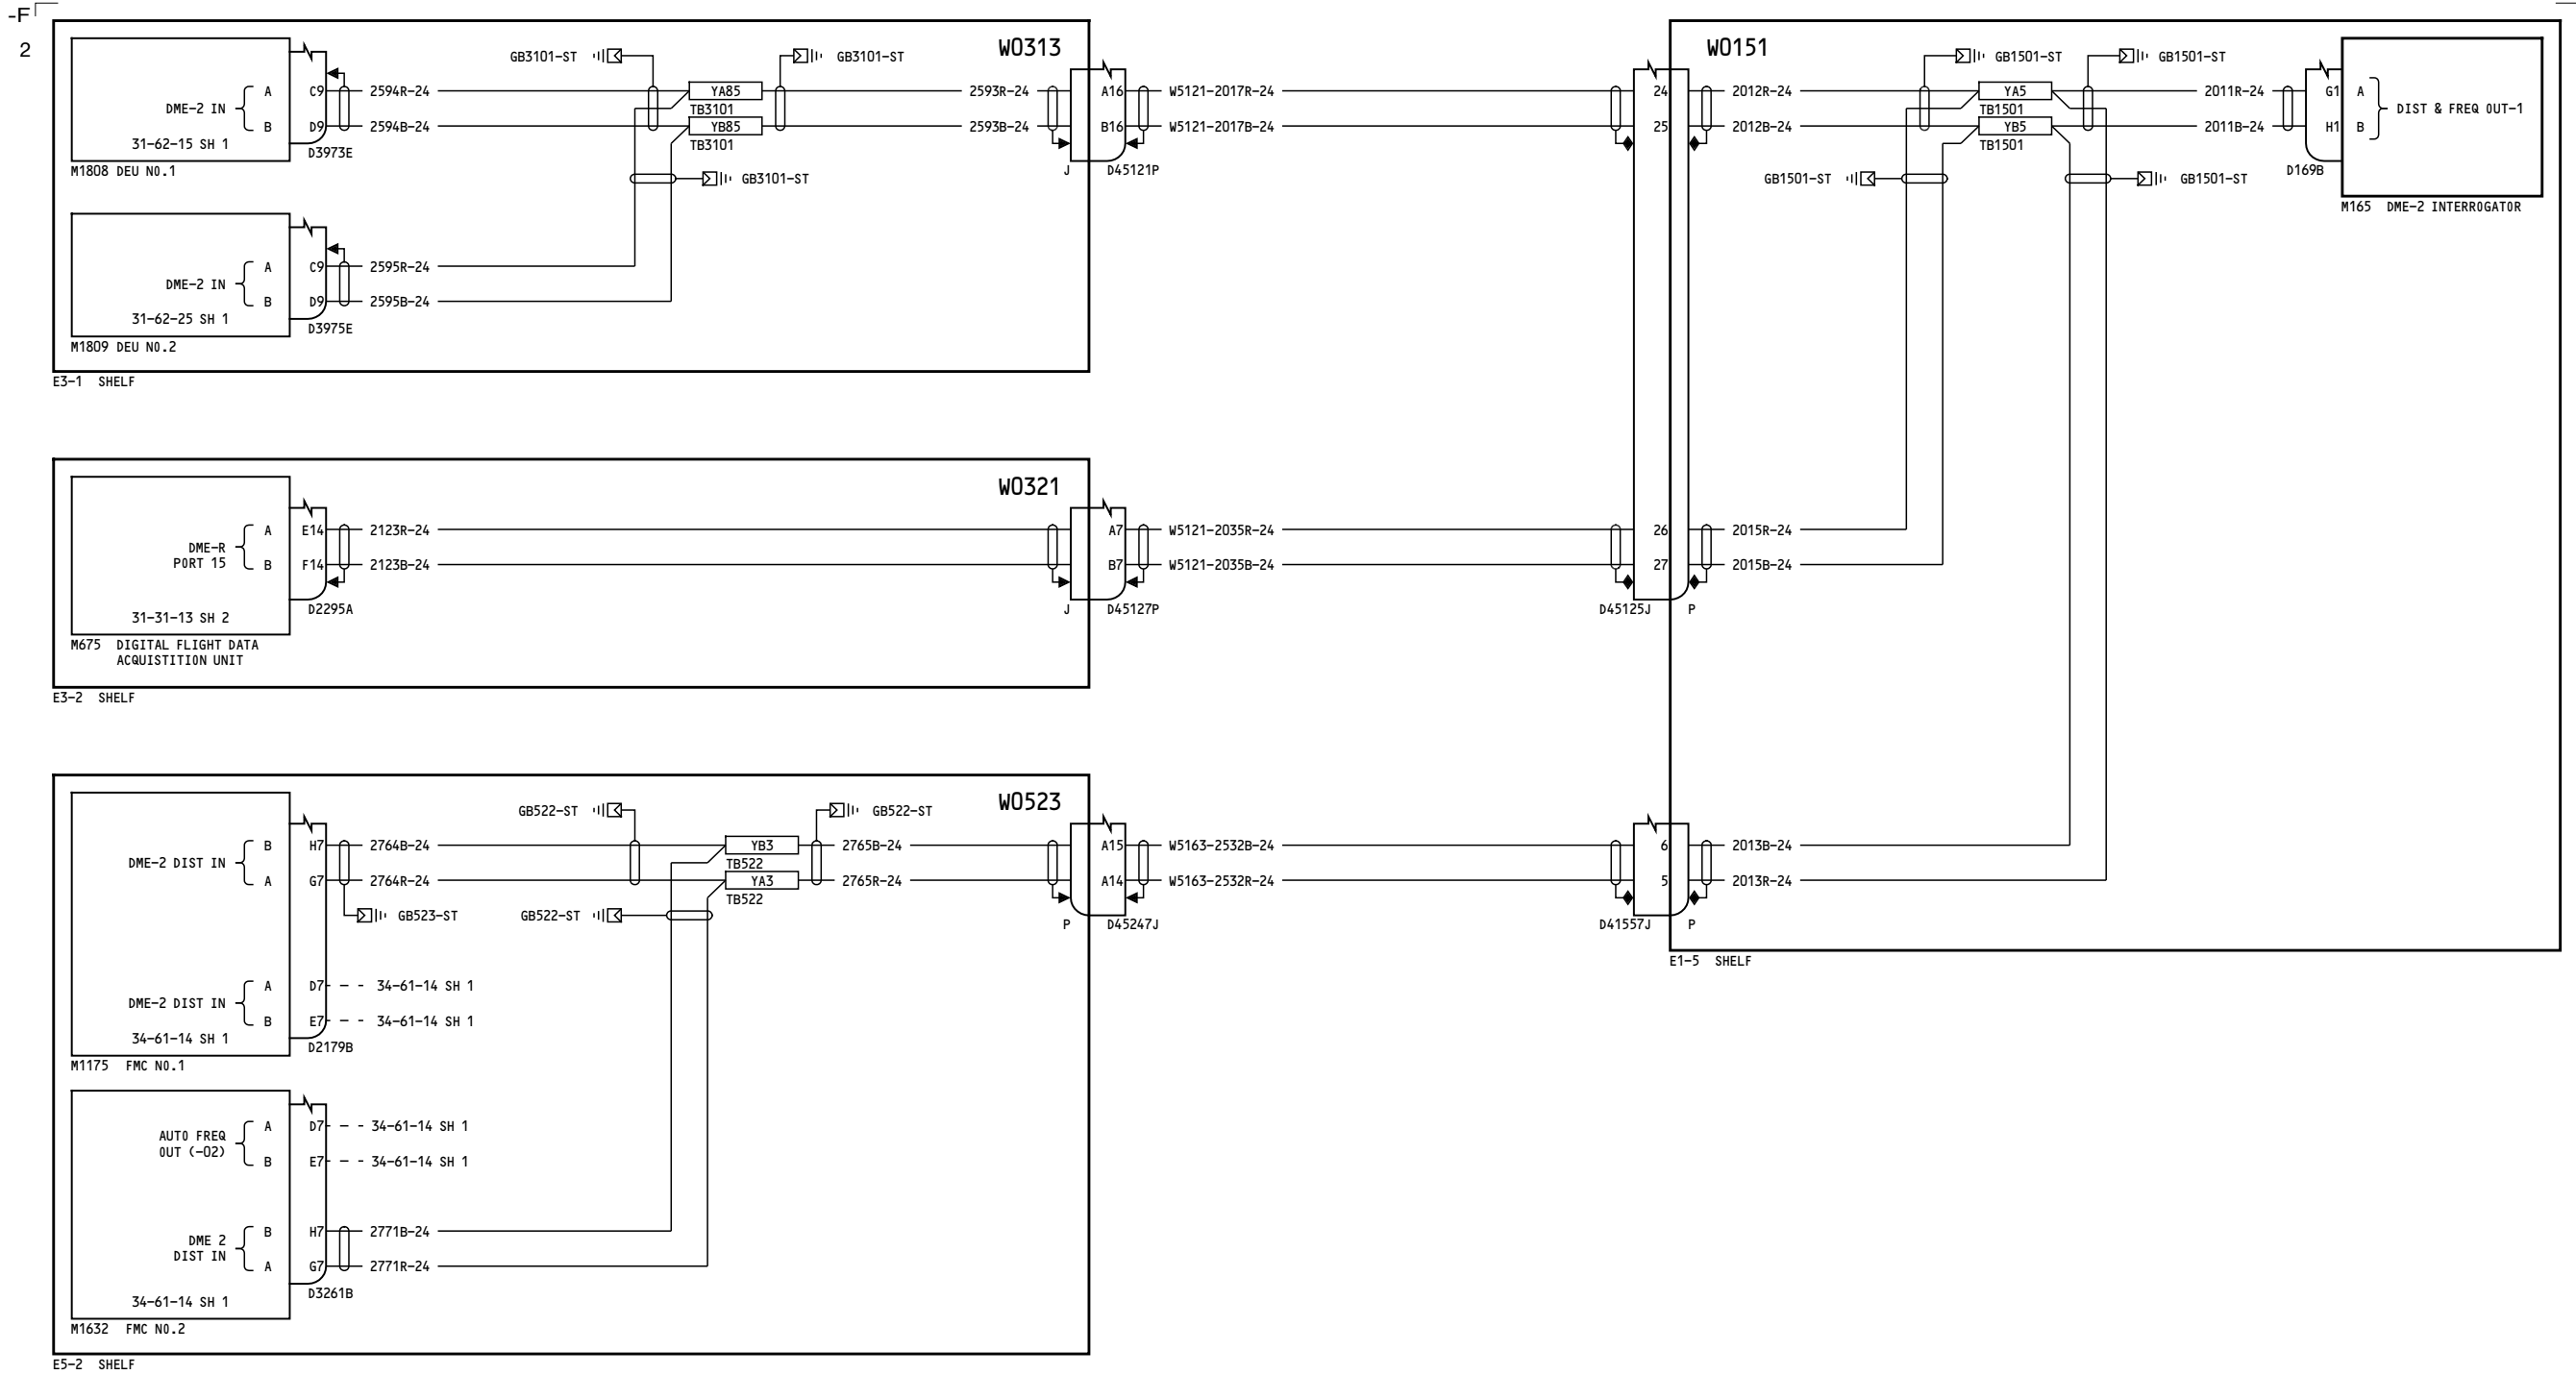 -F
2
W0313
GB3101-ST
GB3101-ST
DME-2 IN
A C9 2594R-24
B D9 2594B-24
YA85
TB3101
YB85
TB3101
2593R-24
2593B-24
A16
B16
W5121-2017R-24
W5121-2017B-24
31-62-15 SH 1
D3973E
M1808 DEU NO.1
J D45121P
GB3101-ST
DME-2 IN
A C9 2595R-24
B D9 2595B-24
31-62-25 SH 1
D3975E
M1809 DEU NO.2
E3-1 SHELF
W0151
GB1501-ST
GB1501-ST
24 2012R-24
25 2012B-24
YA5
TB1501
YB5
TB1501
2011R-24 G1 A
2011B-24 H1 B
DIST & FREQ OUT-1
GB1501-ST
GB1501-ST
D169B
M165 DME-2 INTERROGATOR
W0321
DME-R
PORT 15
A E14 2123R-24
B F14 2123B-24
A7 W5121-2035R-24
B7 W5121-2035B-24
26 2015R-24
27 2015B-24
31-31-13 SH 2
D2295A
J D45127P
D45125J P
M675 DIGITAL FLIGHT DATA
ACQUISTITION UNIT
E3-2 SHELF
W0523
GB522-ST
GB522-ST
DME-2 DIST IN
B H7 2764B-24
A G7 2764R-24
YB3
TB522
YA3
TB522
2765B-24
2765R-24
A15 W5163-2532B-24
A14 W5163-2532R-24
6 2013B-24
5 2013R-24
GB523-ST
GB522-ST
P D45247J
D41557J P
E1-5 SHELF
DME-2 DIST IN
A D7 34-61-14 SH 1
B E7 34-61-14 SH 1
34-61-14 SH 1
D2179B
M1175 FMC NO.1
AUTO FREQ
OUT (-02)
A D7 34-61-14 SH 1
B E7 34-61-14 SH 1
DME 2
DIST IN
B H7 2771B-24
A G7 2771R-24
34-61-14 SH 1
D3261B
M1632 FMC NO.2
E5-2 SHELF